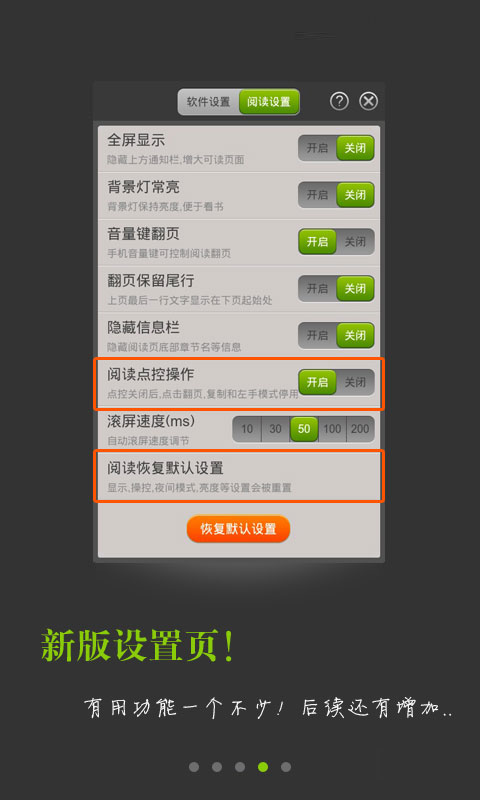 软件设置 阅读设置 ?
全屏显示 开启 关闭
隐藏上方通知栏,增大可读页面
背景灯常亮 开启 关闭
背景灯保持亮度,便于看书
音量键翻页 开启 关闭
手机音量键可控制阅读翻页
翻页保留尾行 开启 关闭
上页最后一行文字显示在下页起始处
隐藏信息栏 开启 关闭
隐藏阅读页底部章节名等信息
阅读点控操作 开启 关闭
点控关闭后,点击翻页,复制和左手模式停用
滚屏速度(ms) 10 30 50 100 200
自动滚屏速度调节
阅读恢复默认设置
显示,操控,夜间模式,亮度等设置会被重置
恢复默认设置
新版设置页!
有用功能一个不少! 后续还有增加..